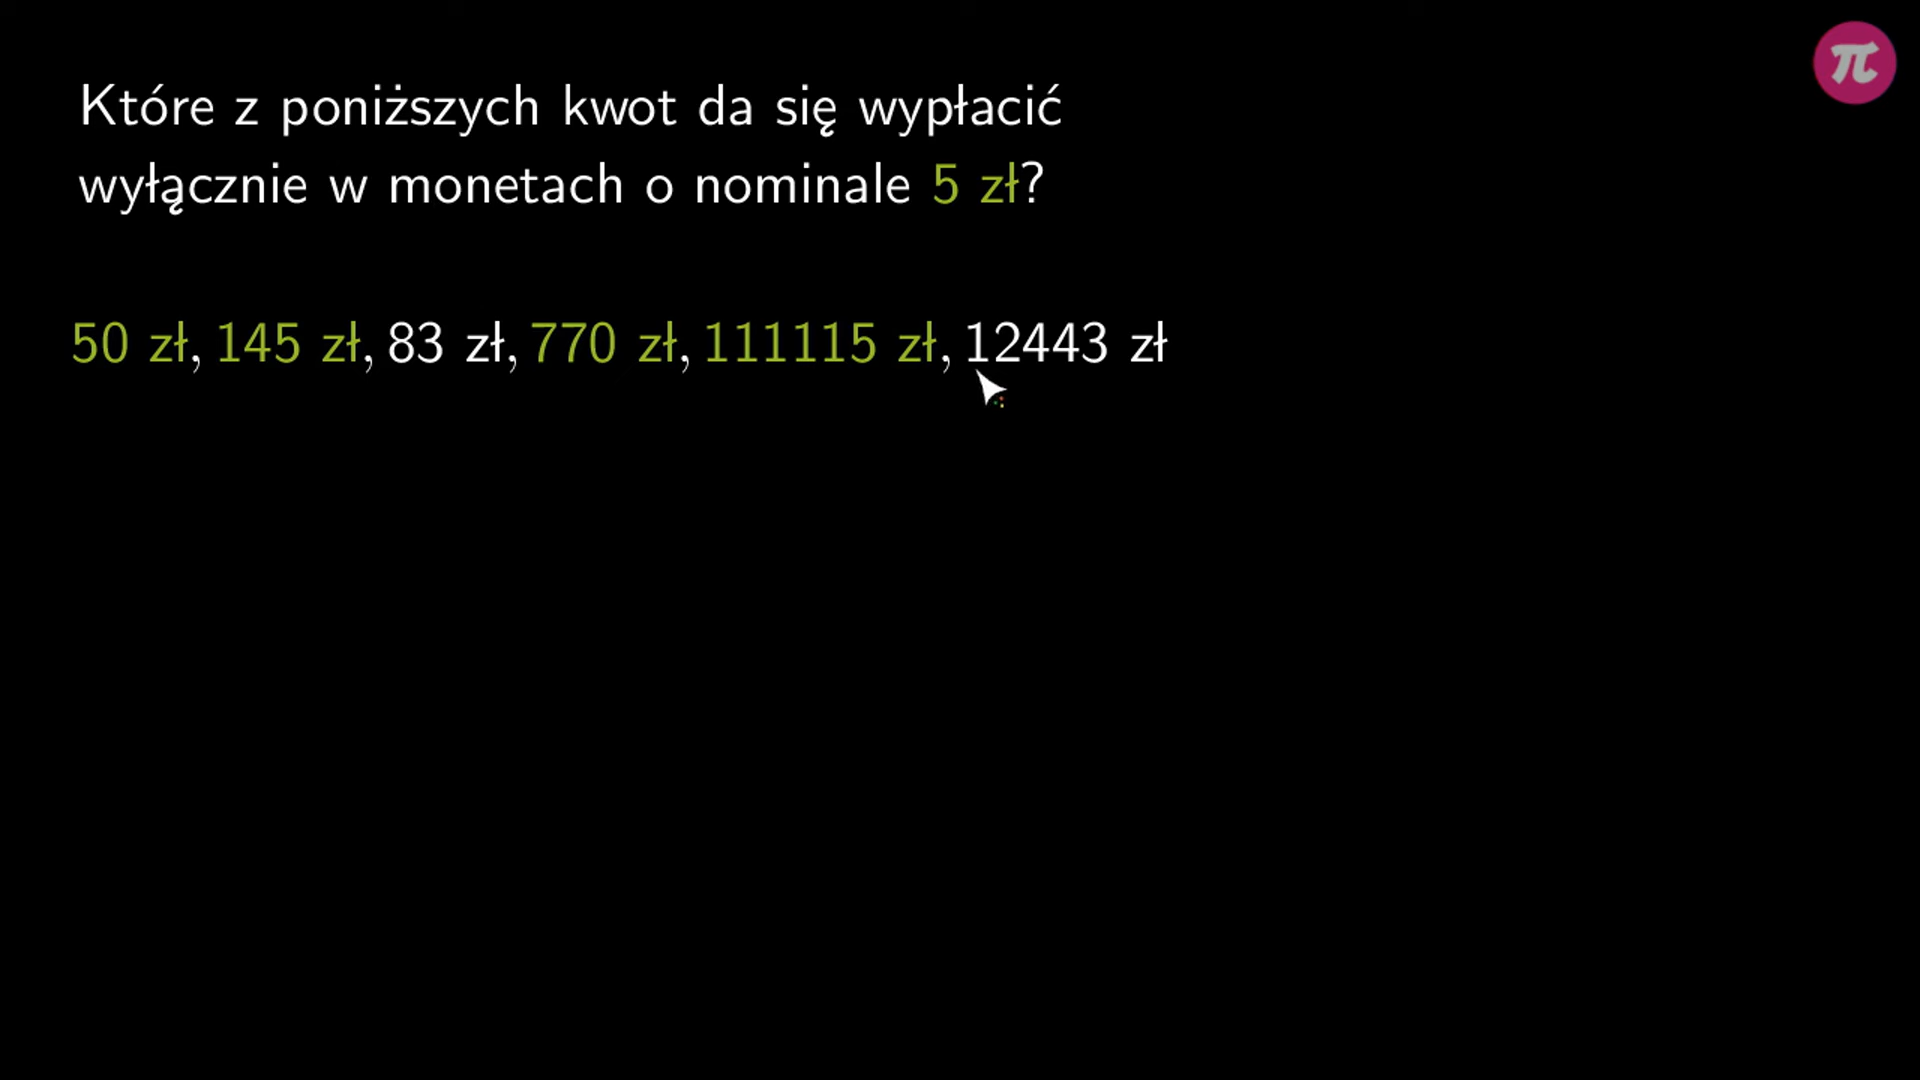 Które z poniższych kwot da się wypłacić
wyłącznie w monetach o nominale 5 zł?
50 zł, 145 zł, 83 zł, 770 zł, 111115 zł, 12443 zł
π